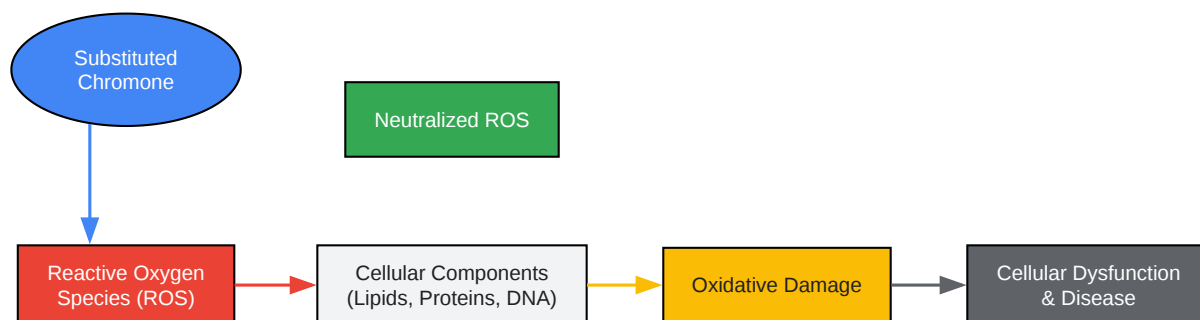 Substituted
Chromone
Neutralized ROS
Reactive Oxygen
Species (ROS)
Cellular Components
(Lipids, Proteins, DNA)
Oxidative Damage
Cellular Dysfunction
& Disease